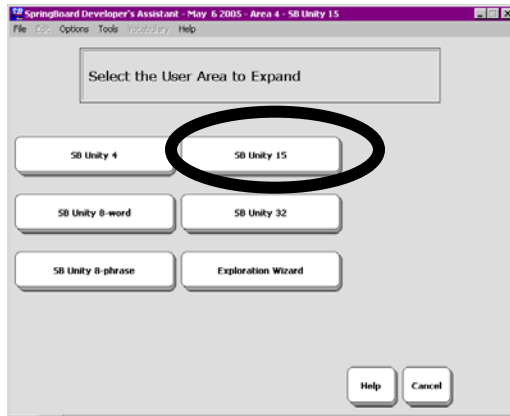 SpringBoard Developer's Assistant - May 6 2005 - Area 4 - SB Unity 15
File Edit Options Tools Vocabulary Help
Select the User Area to Expand
SB Unity 4 SB Unity 15
SB Unity 8-word SB Unity 32
SB Unity 8-phrase Exploration Wizard
Help Cancel